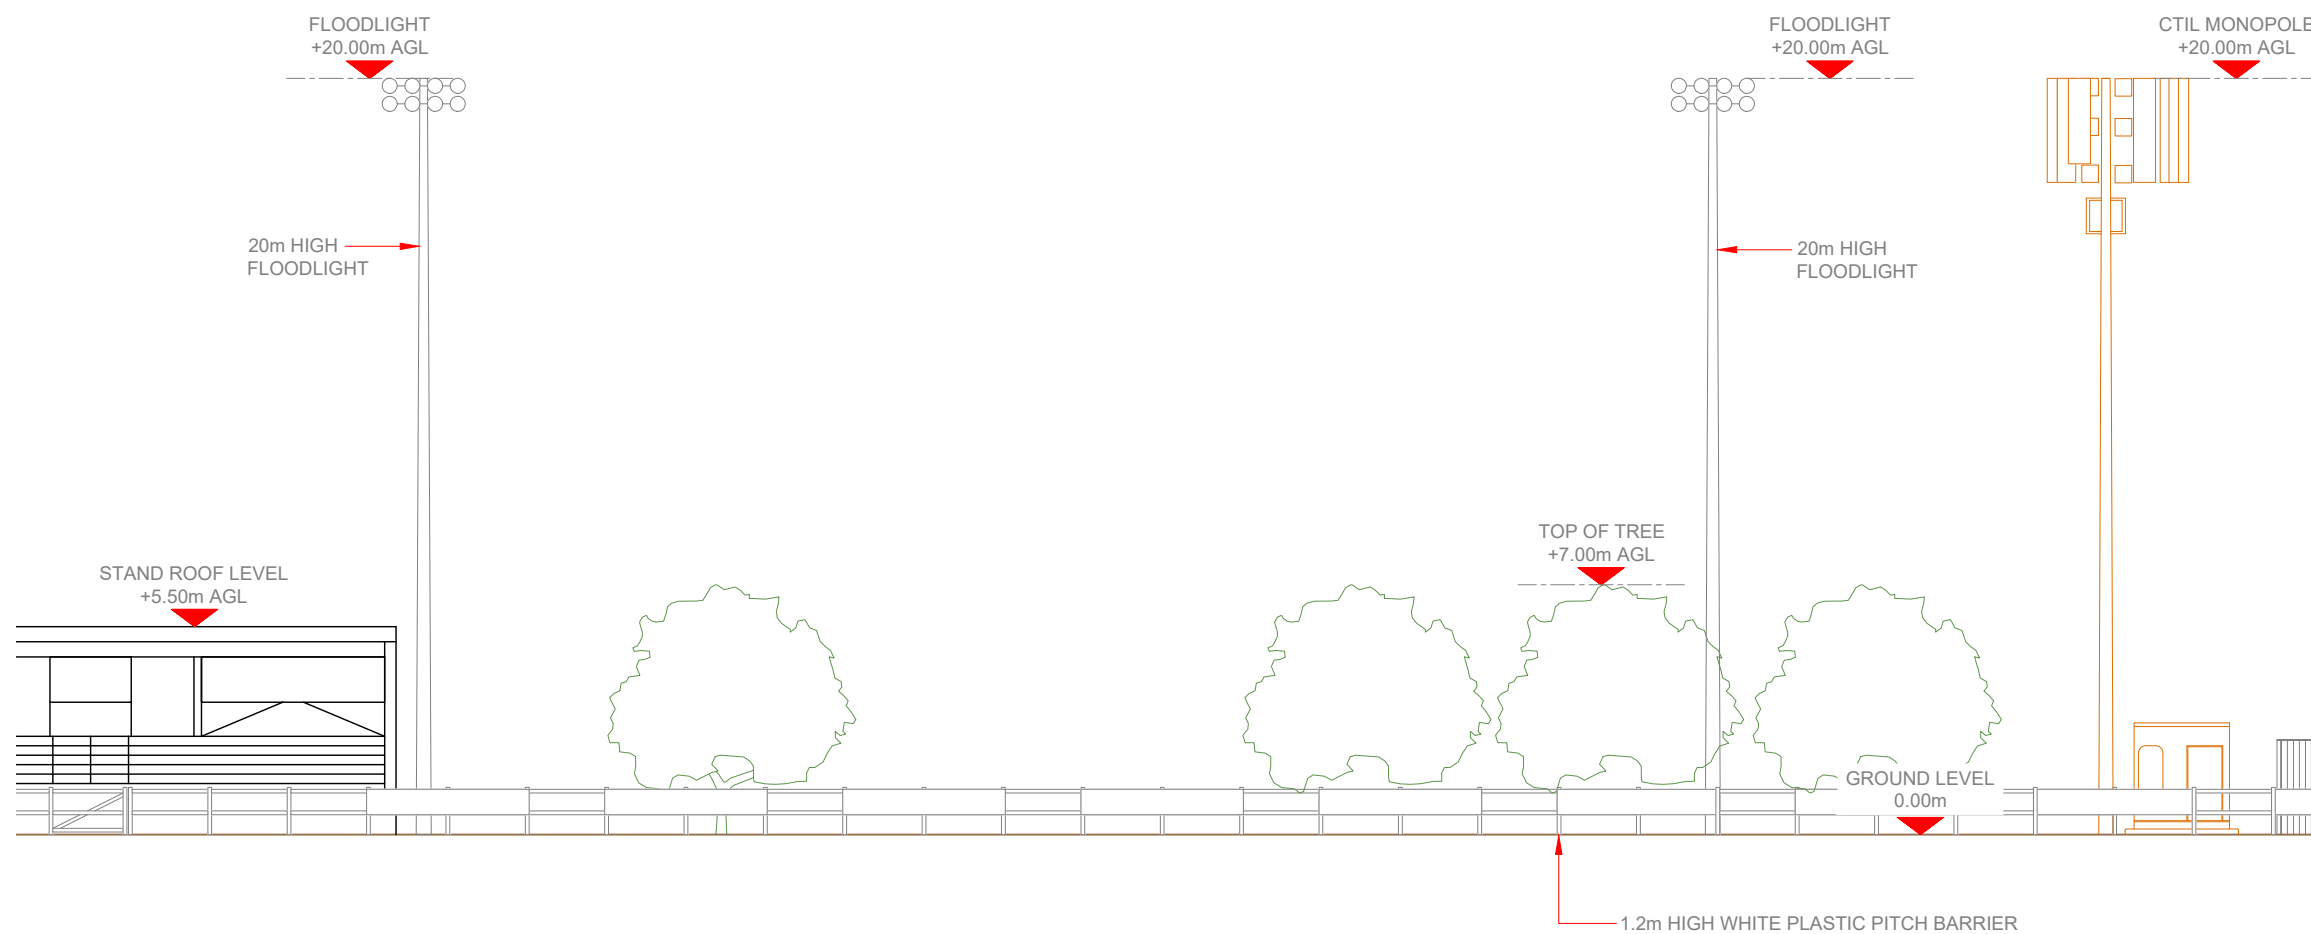 FLOODLIGHT
+20.00m AGL
FLOODLIGHT
+20.00m AGL
CTIL MONOPOLE
+20.00m AGL
20m HIGH
FLOODLIGHT
20m HIGH
FLOODLIGHT
TOP OF TREE
+7.00m AGL
STAND ROOF LEVEL
+5.50m AGL
GROUND LEVEL
0.00m
1.2m HIGH WHITE PLASTIC PITCH BARRIER